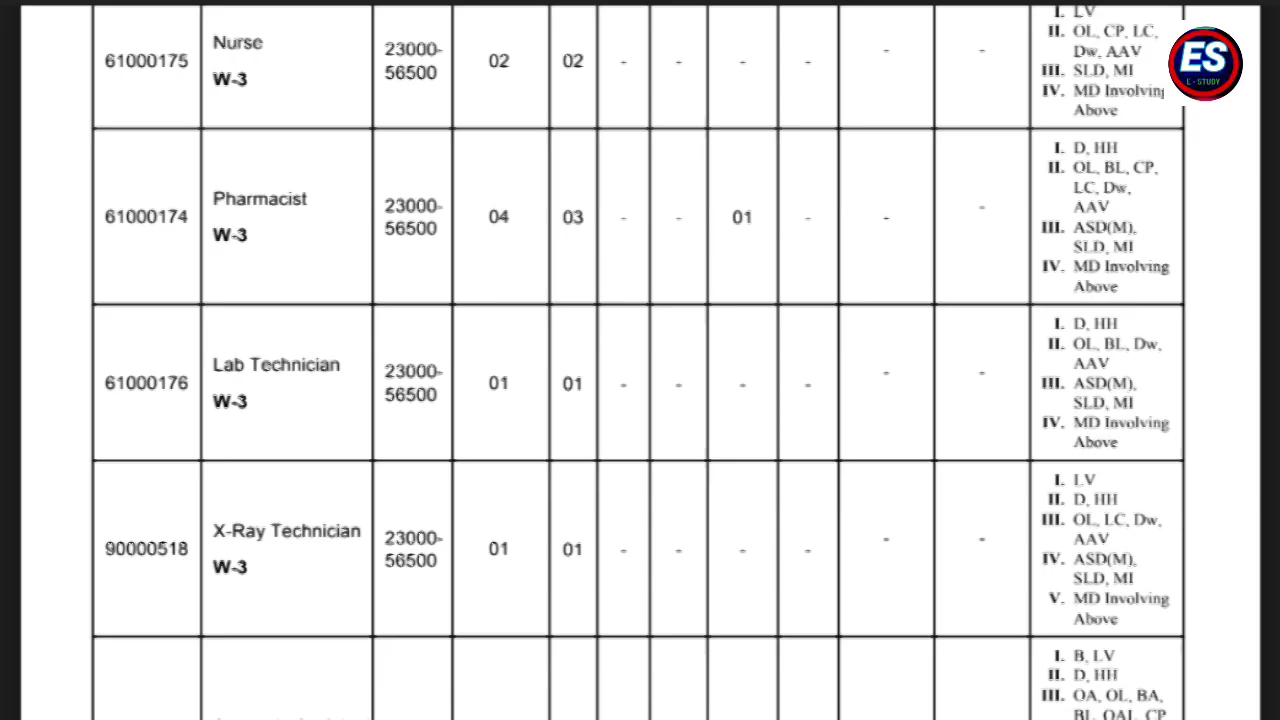 I. LV
61000175 Nurse W-3 23000-56500 02 02 - - - - - - II. OL, CP, LC, Dw, AAV
III. SLD, MI
IV. MD Involving Above
ES
E - STUDY
61000174 Pharmacist W-3 23000-56500 04 03 - - 01 - - - I. D, HH
II. OL, BL, CP, LC, Dw, AAV
III. ASD(M), SLD, MI
IV. MD Involving Above
61000176 Lab Technician W-3 23000-56500 01 01 - - - - - - I. D, HH
II. OL, BL, Dw, AAV
III. ASD(M), SLD, MI
IV. MD Involving Above
90000518 X-Ray Technician W-3 23000-56500 01 01 - - - - - - I. LV
II. D, HH
III. OL, LC, Dw, AAV
IV. ASD(M), SLD, MI
V. MD Involving Above
I. B, LV
II. D, HH
III. OA, OL, BA,
BL, OAL, CP